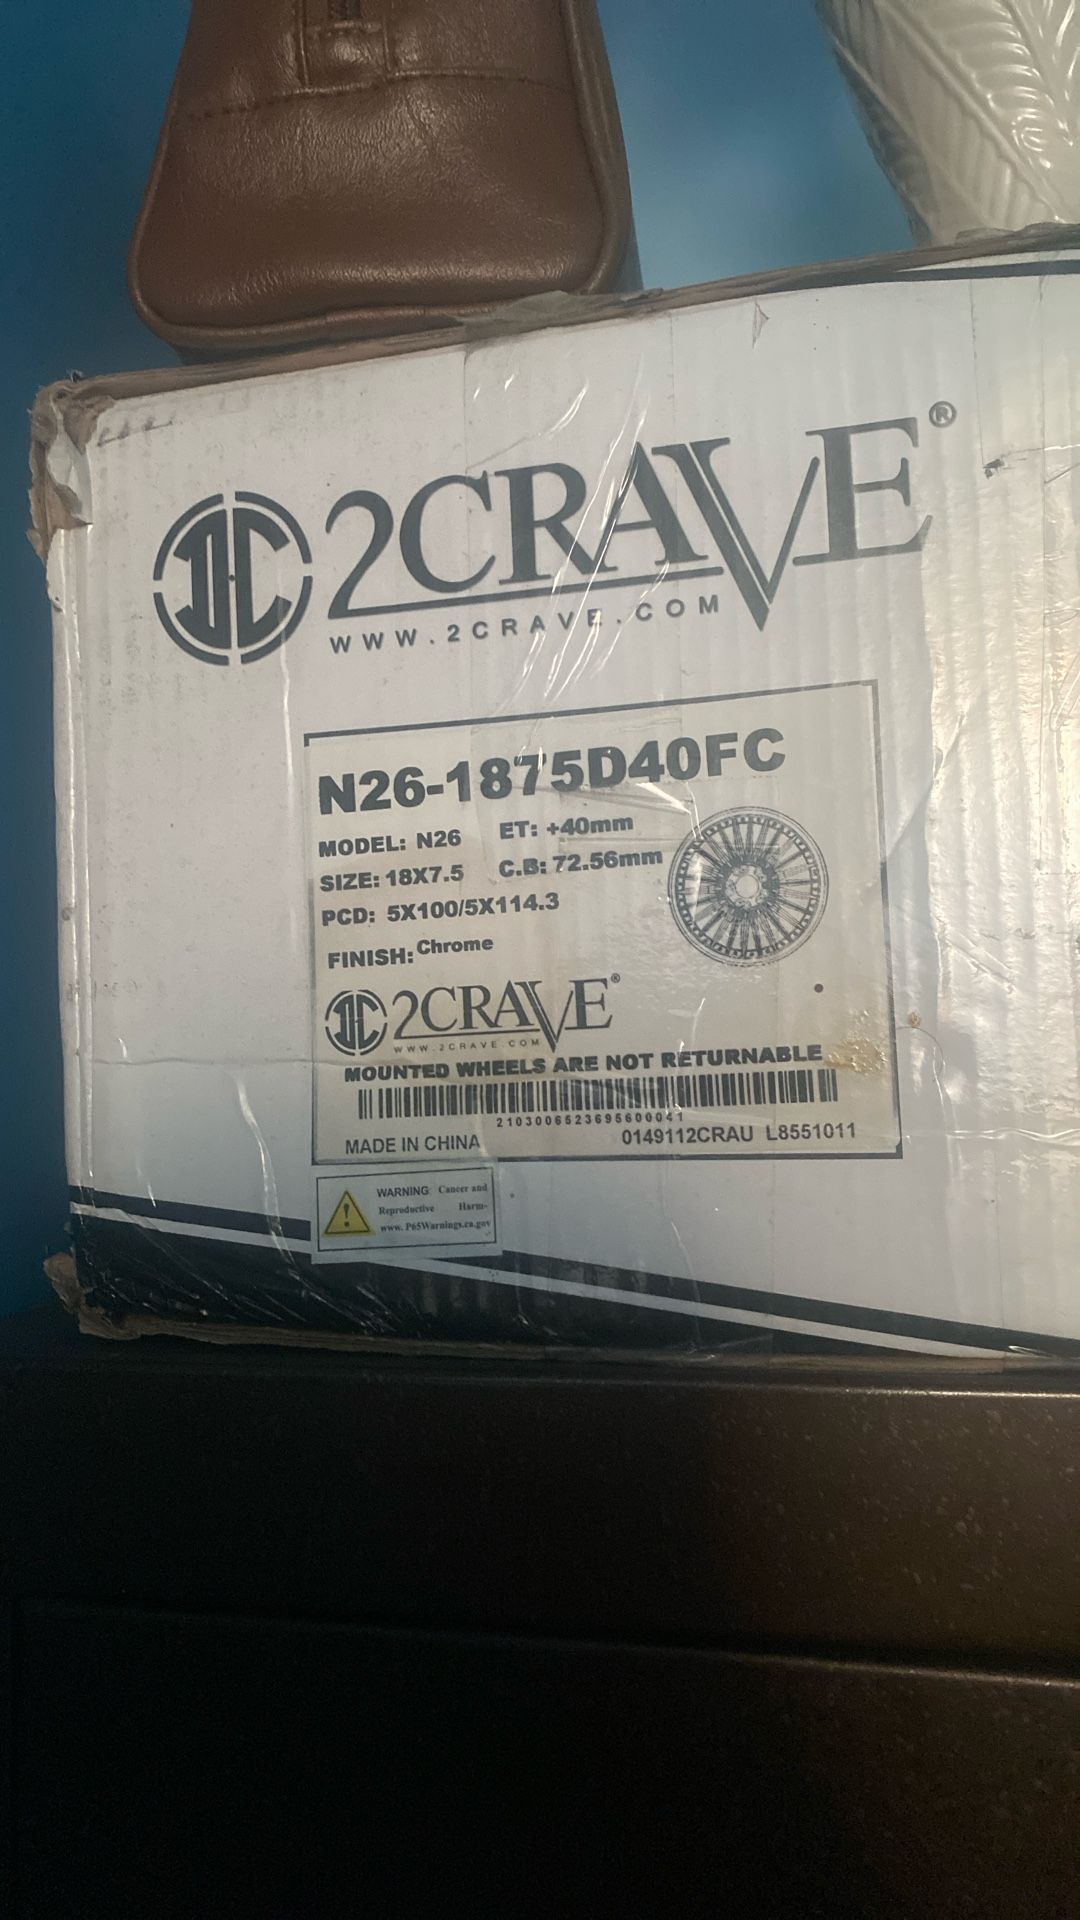 2CRAVE®
WWW.2CRAVE.COM
N26-1875D40FC
MODEL: N26 ET: +40mm
SIZE: 18X7.5 C.B: 72.56mm
PCD: 5X100/5X114.3
FINISH: Chrome
2CRAVE®
WWW.2CRAVE.COM
MOUNTED WHEELS ARE NOT RETURNABLE
2103006523695600041
MADE IN CHINA 0149112CRAU L8551011
WARNING: Cancer and
Reproductive Harm-
www.P65Warnings.ca.gov